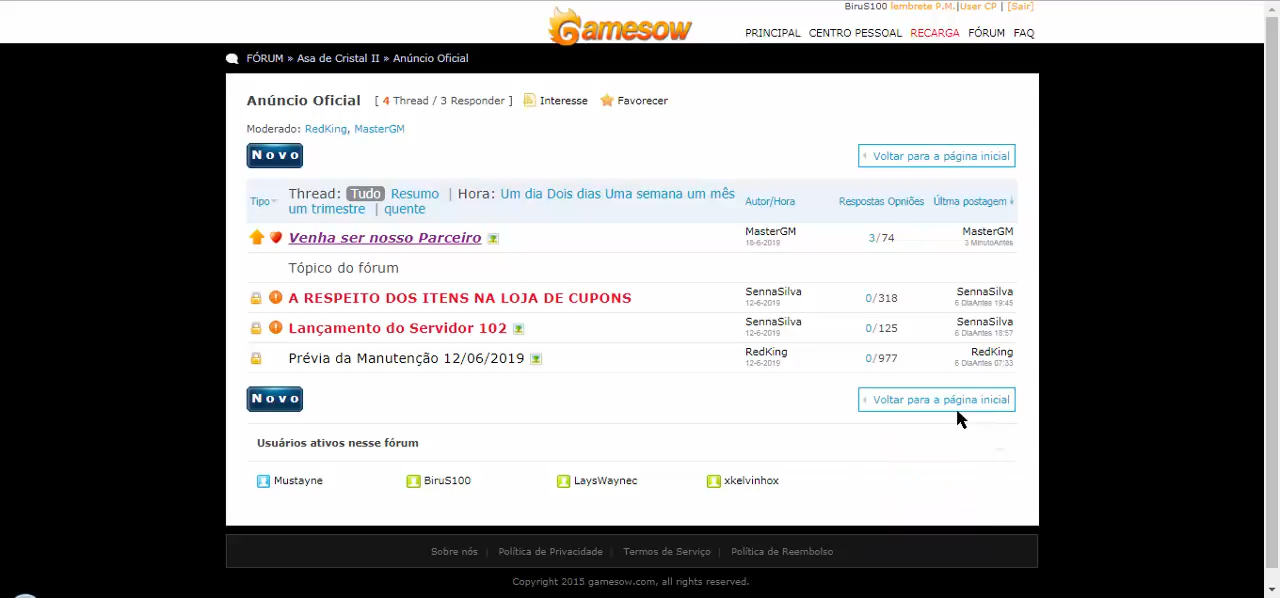 BiruS100 lembrete P.M.|User CP | [Sair]
Gamesow
PRINCIPAL CENTRO PESSOAL RECARGA FÓRUM FAQ
FÓRUM » Asa de Cristal II » Anúncio Oficial
Anúncio Oficial [ 4 Thread / 3 Responder ] Interesse Favorecer
Moderado: RedKing, MasterGM
Novo
Voltar para a página inicial
Tipo Thread: Tudo Resumo | Hora: Um dia Dois dias Uma semana um mês
um trimestre | quente
Autor/Hora Respostas Opniões Últma postagem
Venha ser nosso Parceiro MasterGM 3/74 MasterGM
18-6-2019 3 MinutoAntes
Tópico do fórum
A RESPEITO DOS ITENS NA LOJA DE CUPONS SennaSilva 0/318 SennaSilva
12-6-2019 6 DiaAntes 19:45
Lançamento do Servidor 102 SennaSilva 0/125 SennaSilva
12-6-2019 6 DiaAntes 18:57
Prévia da Manutenção 12/06/2019 RedKing 0/977 RedKing
12-6-2019 6 DiaAntes 07:33
Novo
Voltar para a página inicial
Usuários ativos nesse fórum
Mustayne BiruS100 LaysWaynec xkelvinhox
Sobre nós | Política de Privacidade | Termos de Serviço | Política de Reembolso
Copyright 2015 gamesow.com, all rights reserved.